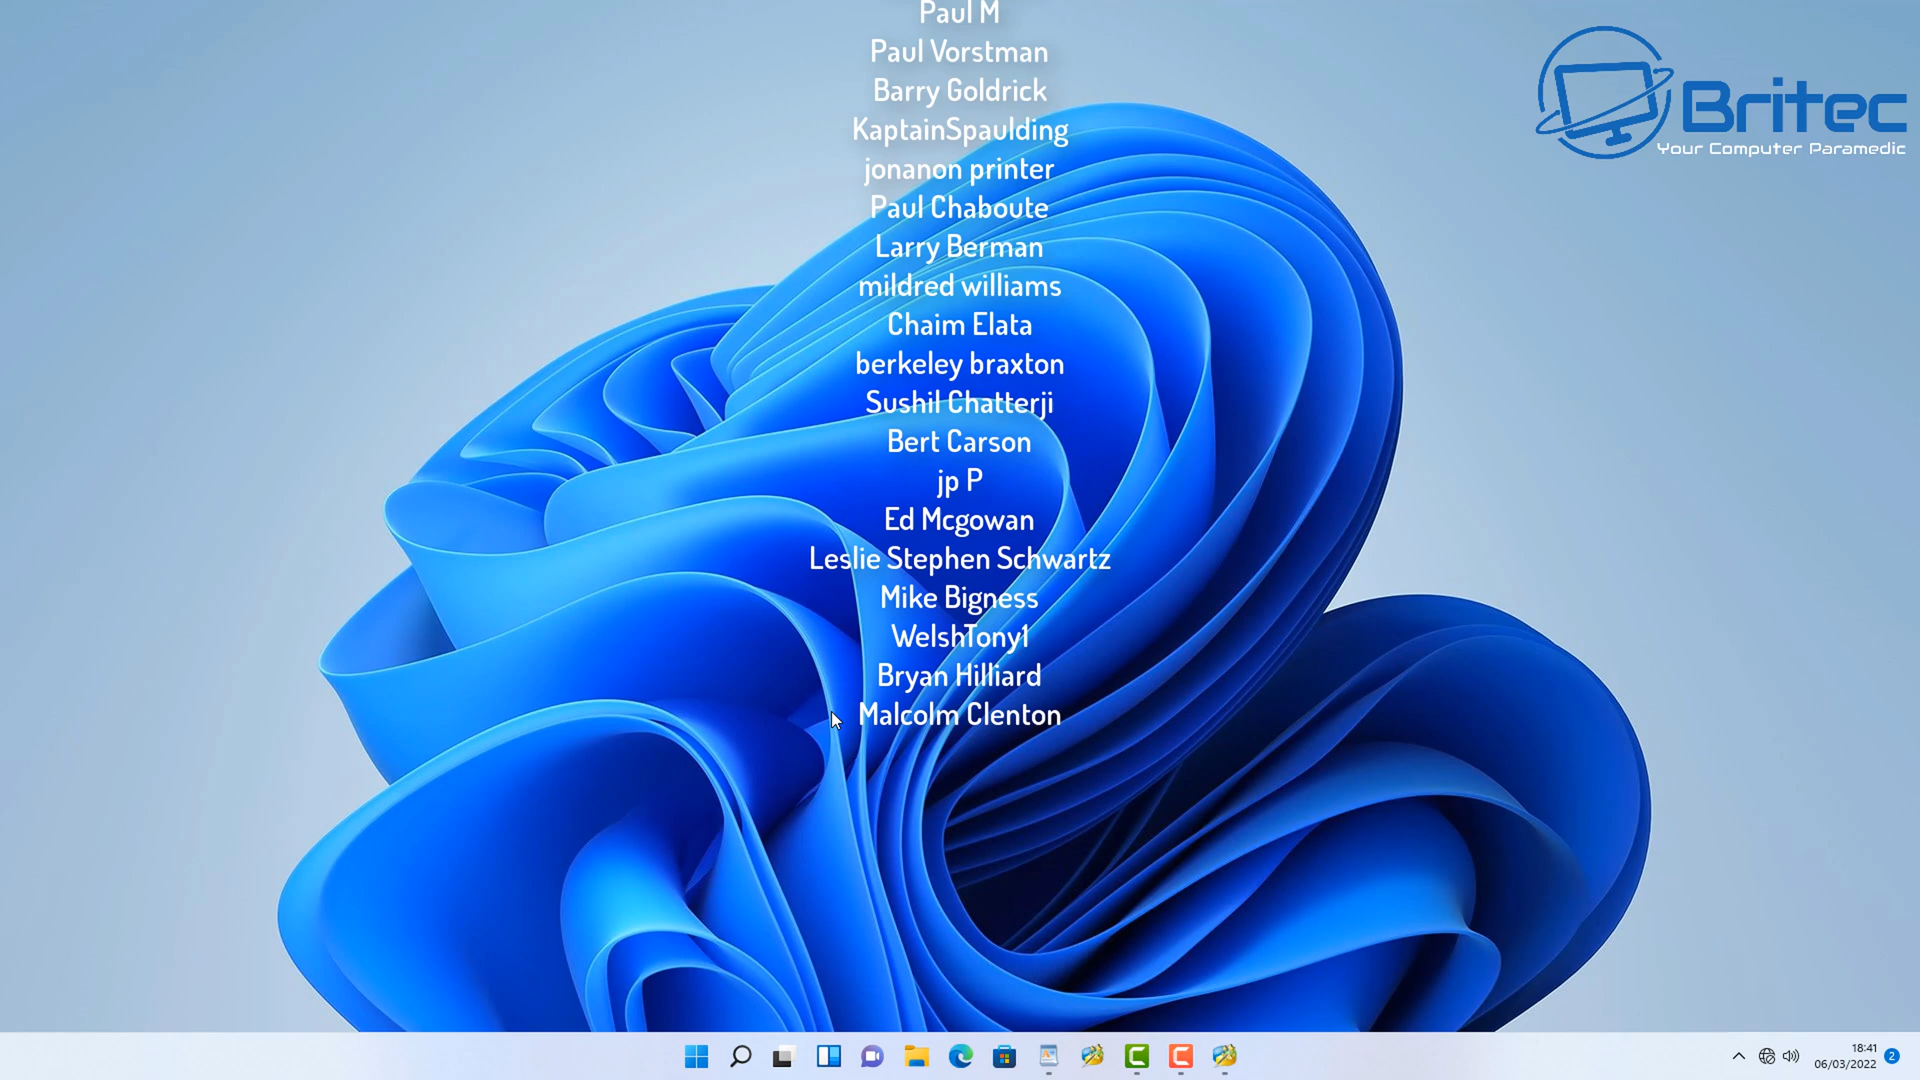 Paul M
Paul Vorstman
Barry Goldrick
KaptainSpaulding
jonanon printer
Paul Chaboute
Larry Berman
mildred williams
Chaim Elata
berkeley braxton
Sushil Chatterji
Bert Carson
jp P
Ed Mcgowan
Leslie Stephen Schwartz
Mike Bigness
WelshTony1
Bryan Hilliard
Malcolm Clenton
Britec
Your Computer Paramedic
18:41
06/03/2022
2